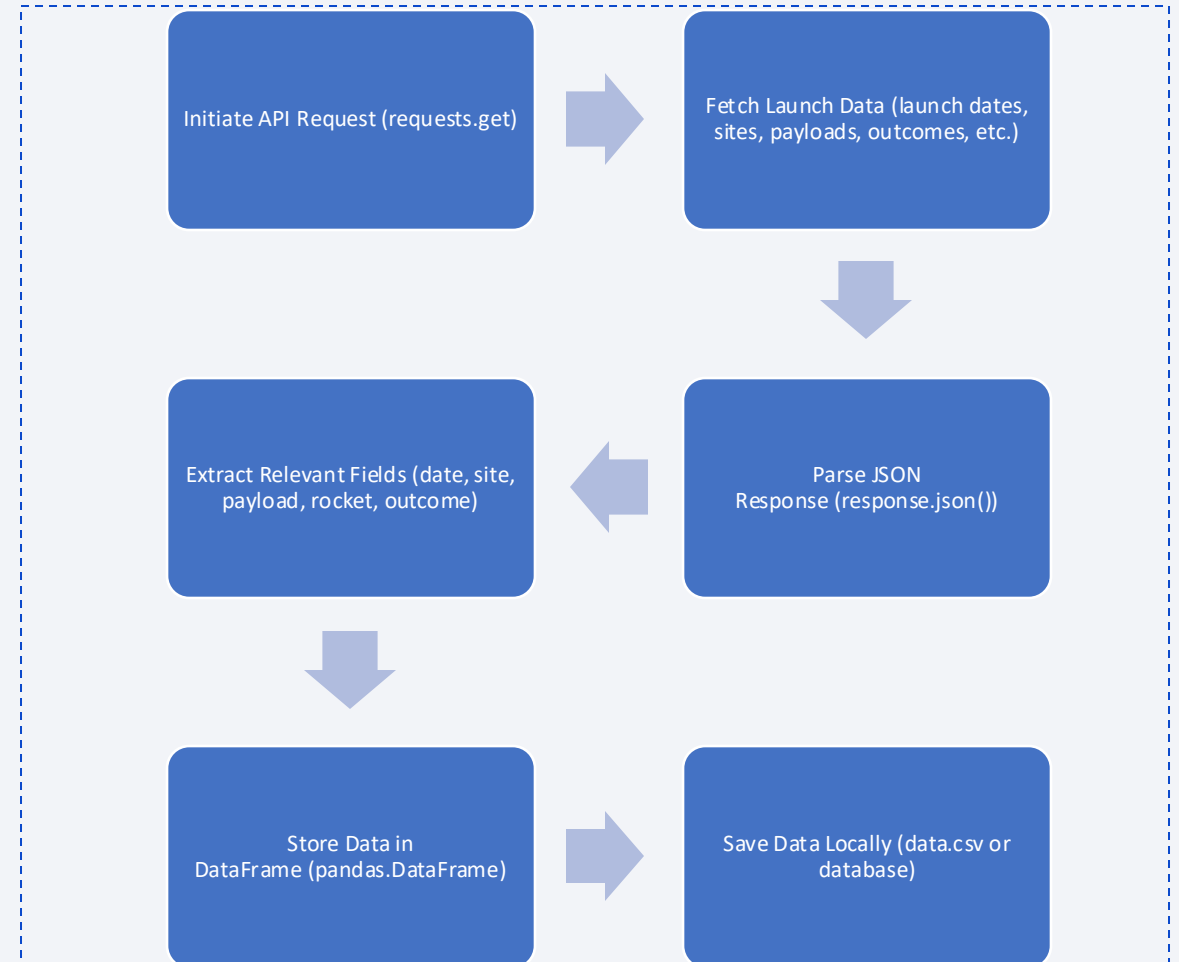 Initiate API Request (requests.get)
Fetch Launch Data (launch dates,
sites, payloads, outcomes, etc.)
Parse JSON
Response (response.json())
Extract Relevant Fields (date, site,
payload, rocket, outcome)
Store Data in
DataFrame (pandas.DataFrame)
Save Data Locally (data.csv or
database)